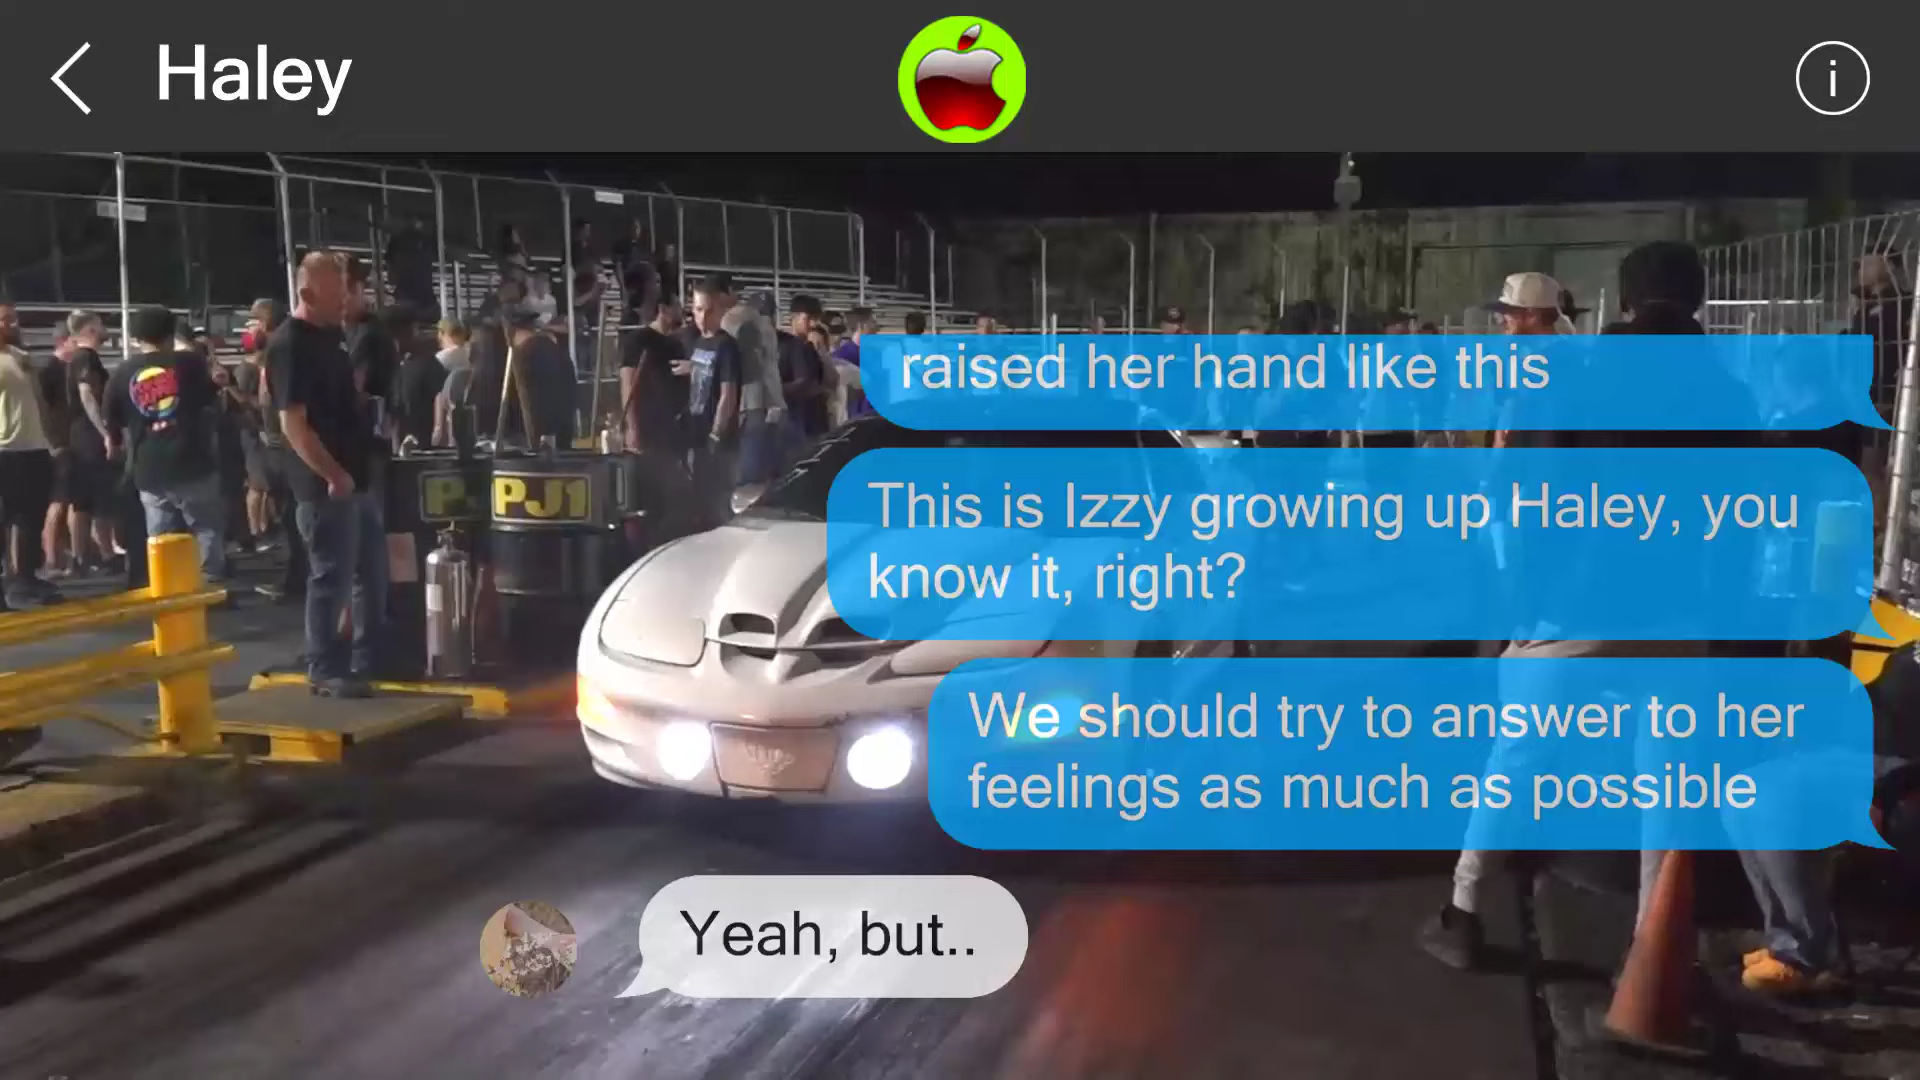 Haley
i
raised her hand like this
This is Izzy growing up Haley, you
know it, right?
We should try to answer to her
feelings as much as possible
Yeah, but..
P
PJ1